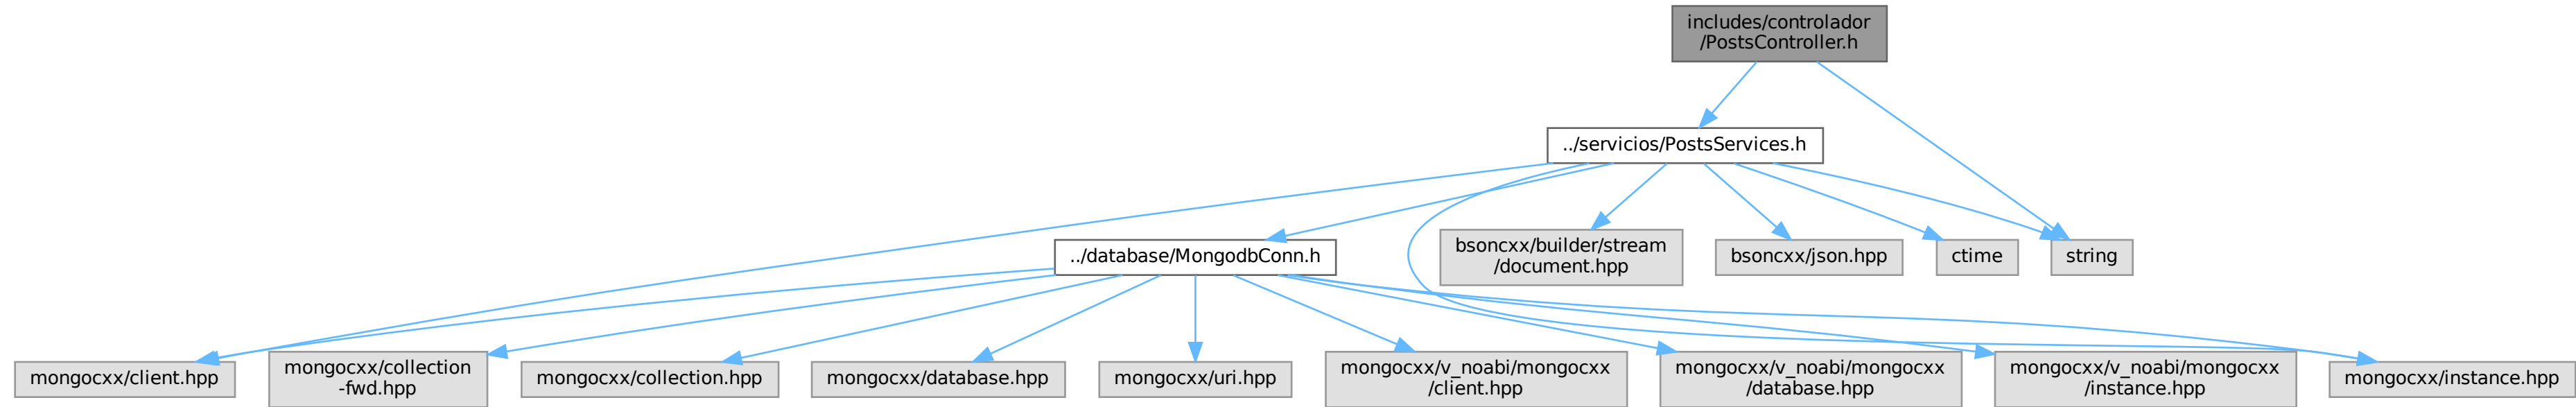 includes/controlador
/PostsController.h
../servicios/PostsServices.h
../database/MongodbConn.h
bsoncxx/builder/stream
/document.hpp
bsoncxx/json.hpp
ctime
string
mongocxx/client.hpp
mongocxx/collection
-fwd.hpp
mongocxx/collection.hpp
mongocxx/database.hpp
mongocxx/uri.hpp
mongocxx/v_noabi/mongocxx
/client.hpp
mongocxx/v_noabi/mongocxx
/database.hpp
mongocxx/v_noabi/mongocxx
/instance.hpp
mongocxx/instance.hpp